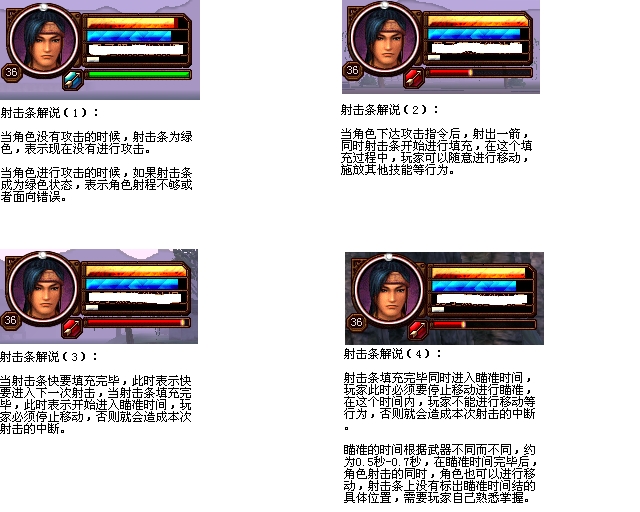 36
射击条解说(1):
当角色没有攻击的时候,射击条为绿
色,表示现在没有进行攻击。
当角色进行攻击的时候,如果射击条
成为绿色状态,表示角色射程不够或
者面向错误。
36
射击条解说(2):
当角色下达攻击指令后,射出一箭,
同时射击条开始进行填充,在这个填
充过程中,玩家可以随意进行移动,
施放其他技能等行为。
36
射击条解说(3):
当射击条快要填充完毕,此时表示快
要进入下一次射击,当射击条填充完
毕,此时表示开始进入瞄准时间,玩
家必须停止移动,否则就会造成本次
射击的中断。
36
射击条解说(4):
射击条填充完毕同时进入瞄准时间,
玩家此时必须要停止移动进行瞄准,
在这个时间内,玩家不能进行移动等
行为,否则就会造成本次射击的中断
。
瞄准的时间根据武器不同而不同,约
为0.5秒-0.7秒,在瞄准时间完毕后,
角色射击的同时,角色也可以进行移
动,射击条上没有标出瞄准时间结的
具体位置,需要玩家自己熟悉掌握。